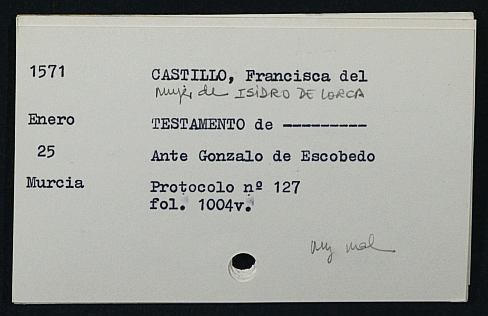 1571 CASTILLO, Francisca del
mujer de ISIDRO DE LORCA
Enero TESTAMENTO de ---------
25 Ante Gonzalo de Escobedo
Murcia Protocolo nº 127
fol. 1004v.
muy mal